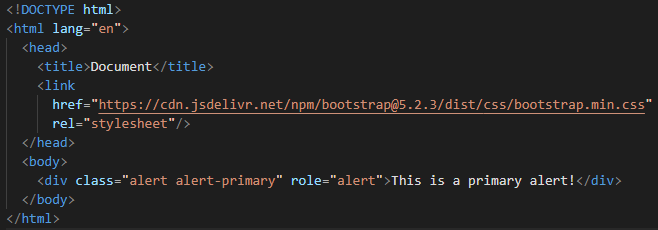 <!DOCTYPE html>
<html lang="en">
<head>
<title>Document</title>
<link
href="https://cdn.jsdelivr.net/npm/bootstrap@5.2.3/dist/css/bootstrap.min.css"
rel="stylesheet"/>
</head>
<body>
<div class="alert alert-primary" role="alert">This is a primary alert!</div>
</body>
</html>